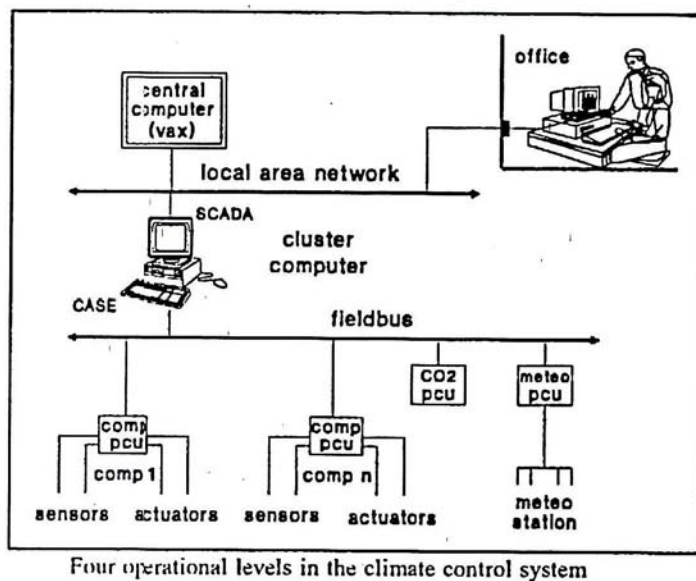 office
central
computer
(vax)
local area network
SCADA
cluster
computer
CASE
fieldbus
CO2
pcu
meteo
pcu
comp
pcu
comp
pcu
comp 1
comp n
sensors
actuators
sensors
actuators
meteo
station
Four operational levels in the climate control system